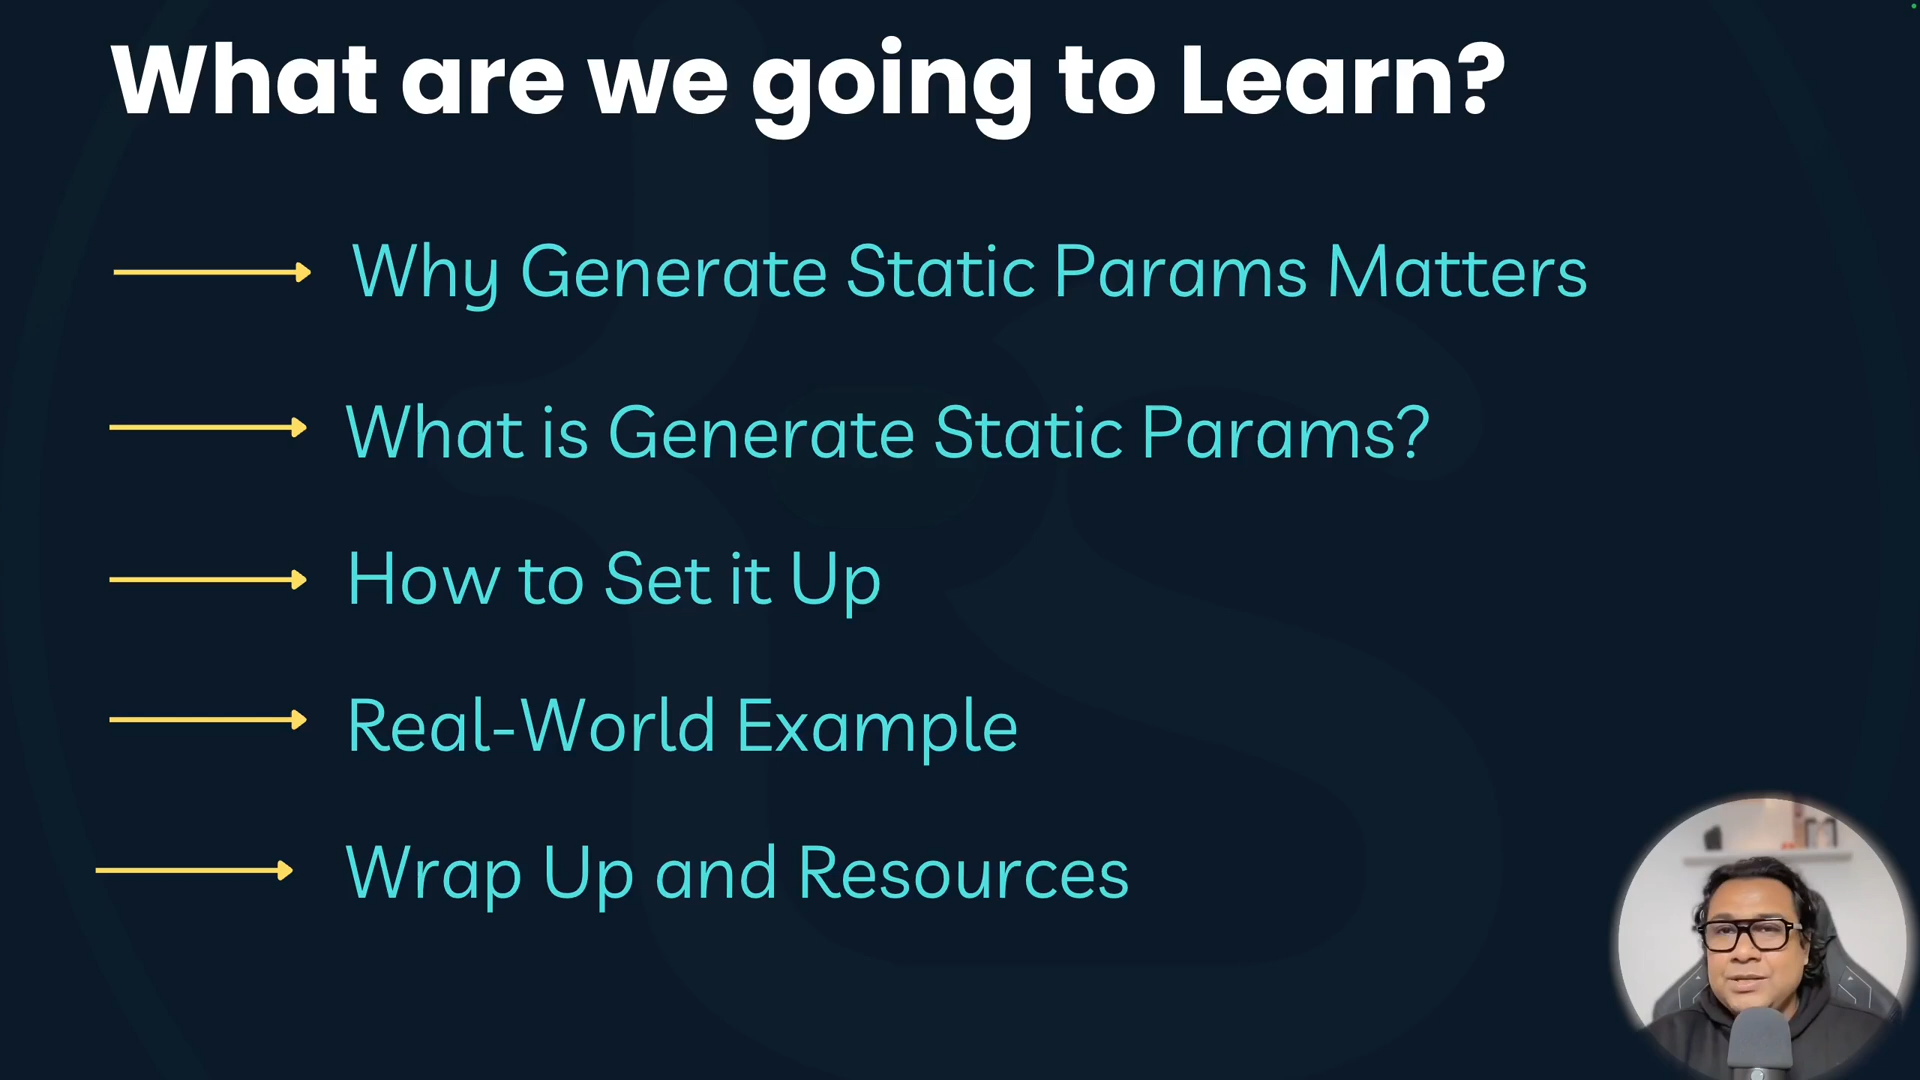 What are we going to Learn?
Why Generate Static Params Matters
What is Generate Static Params?
How to Set it Up
Real-World Example
Wrap Up and Resources